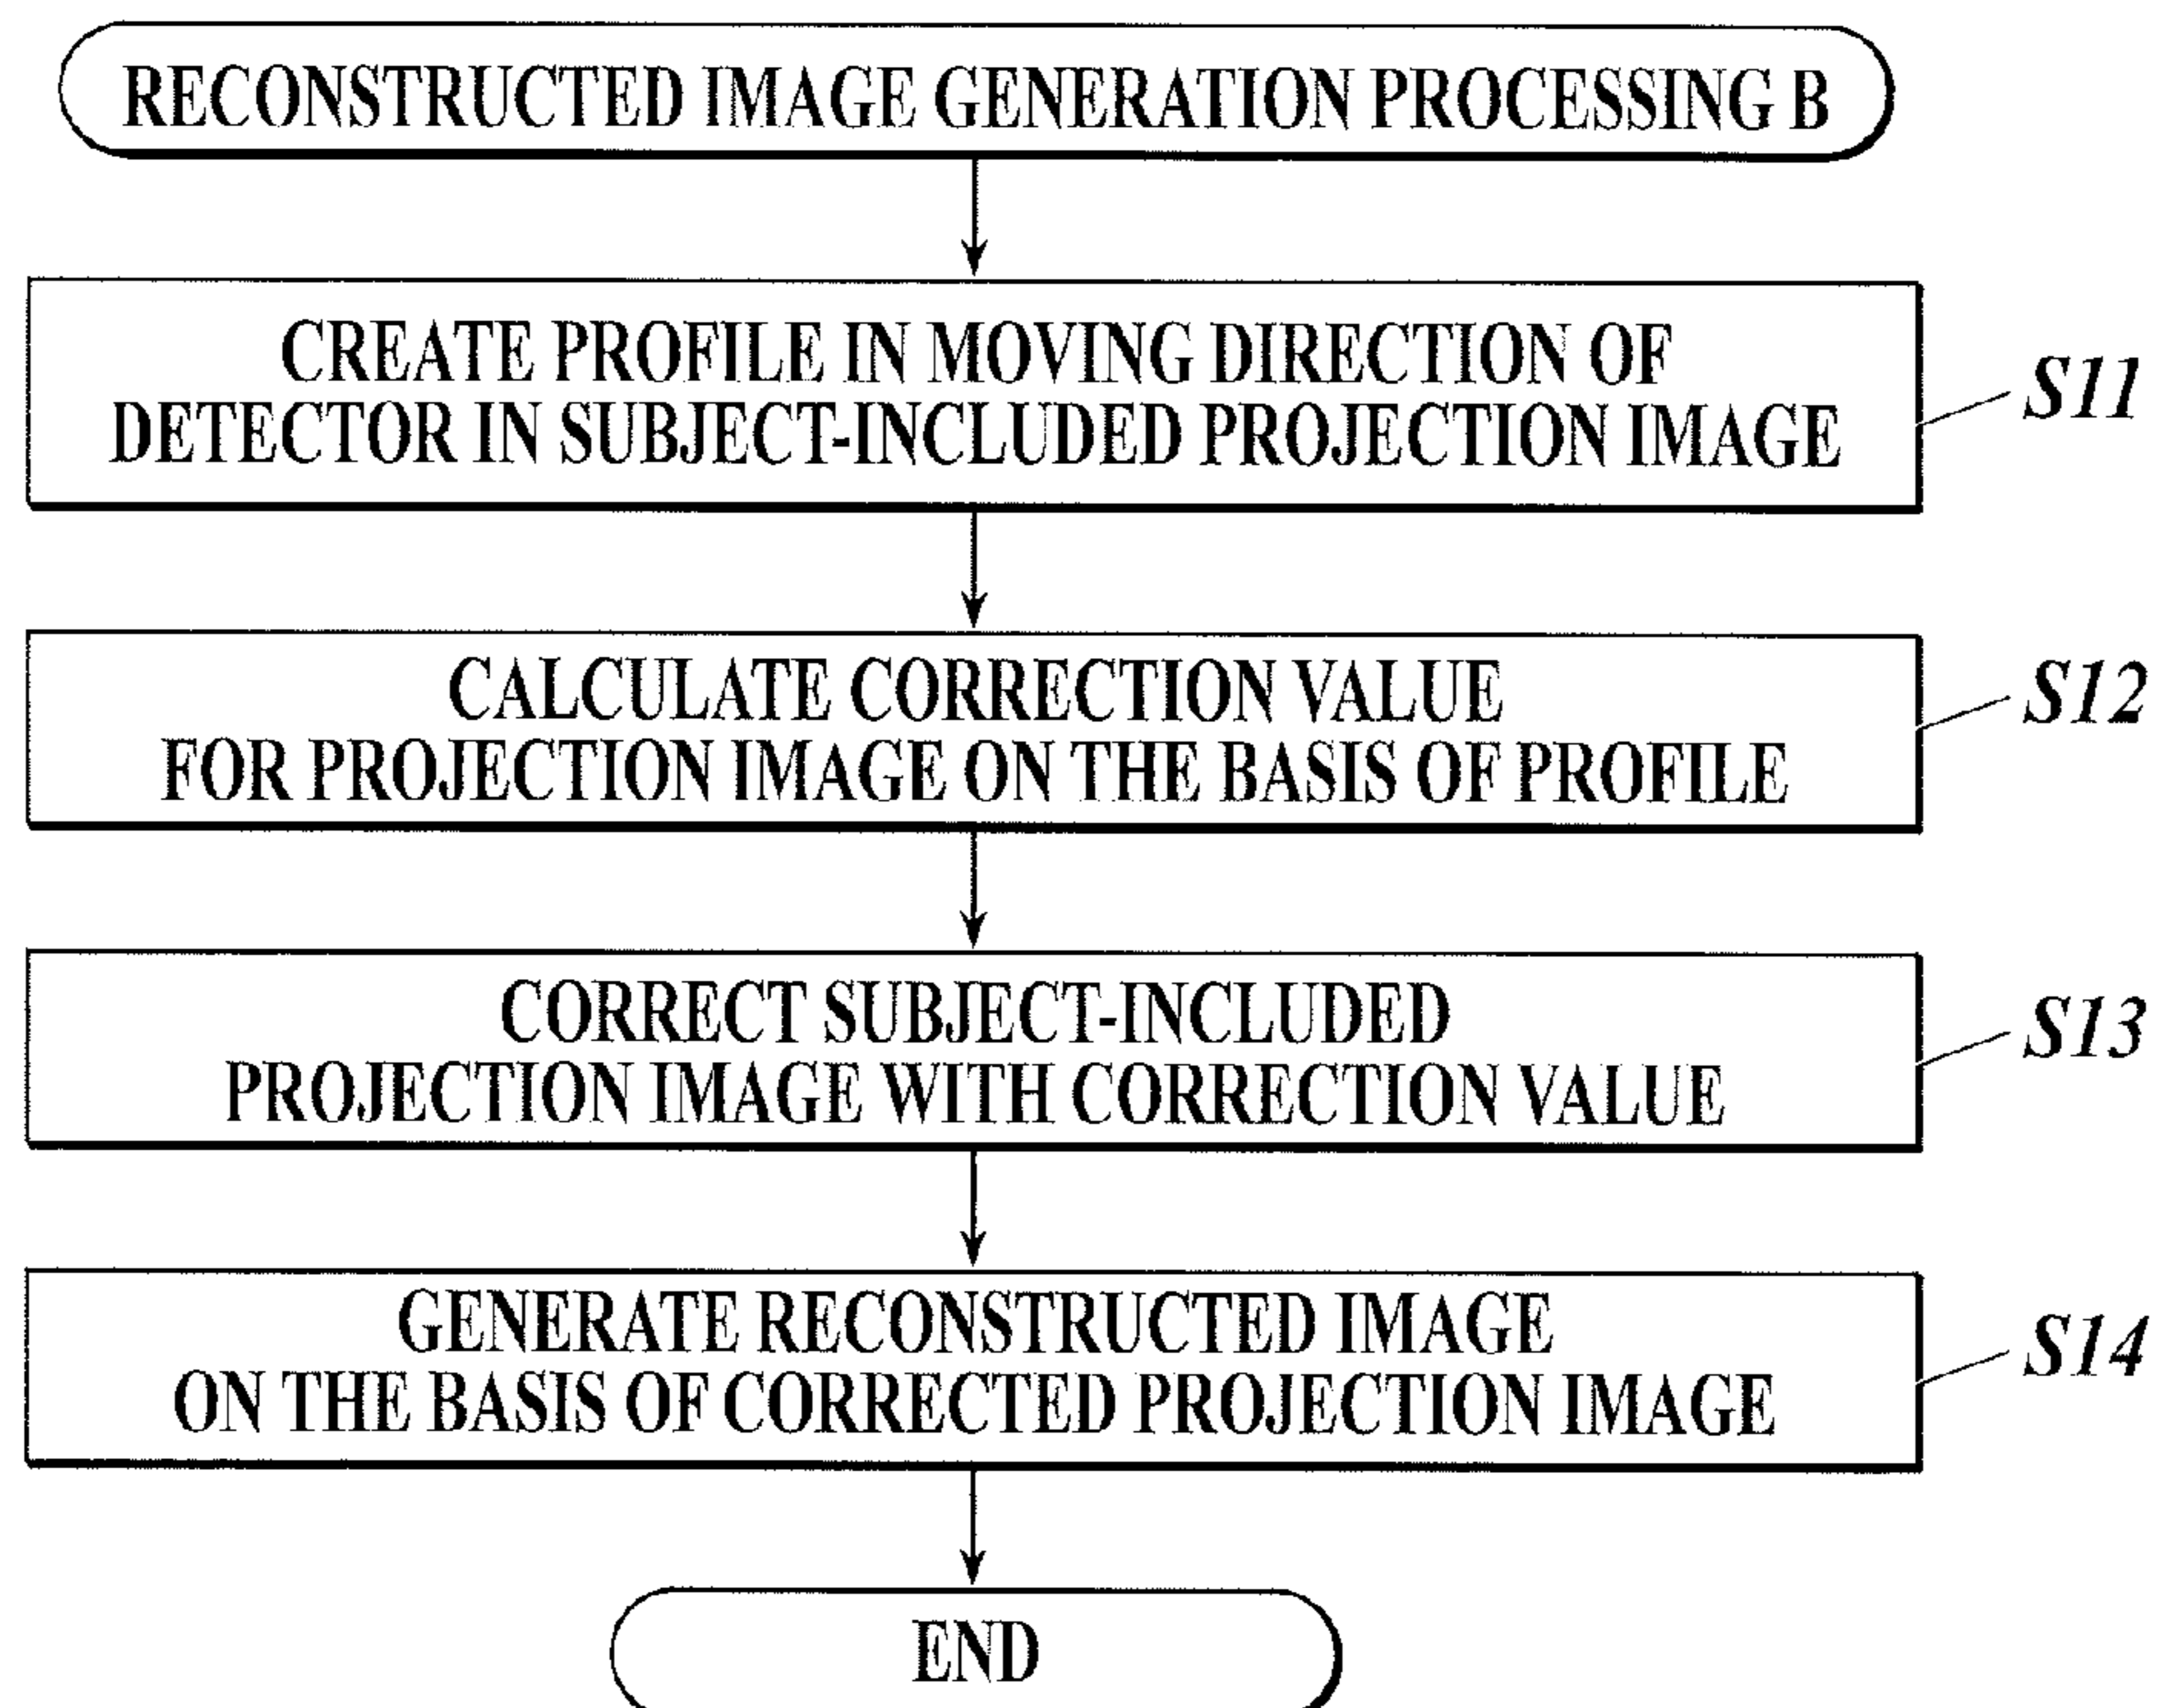 RECONSTRUCTED IMAGE GENERATION PROCESSING B
CREATE PROFILE IN MOVING DIRECTION OF
DETECTOR IN SUBJECT-INCLUDED PROJECTION IMAGE
S11
CALCULATE CORRECTION VALUE
FOR PROJECTION IMAGE ON THE BASIS OF PROFILE
S12
CORRECT SUBJECT-INCLUDED
PROJECTION IMAGE WITH CORRECTION VALUE
S13
GENERATE RECONSTRUCTED IMAGE
ON THE BASIS OF CORRECTED PROJECTION IMAGE
S14
END